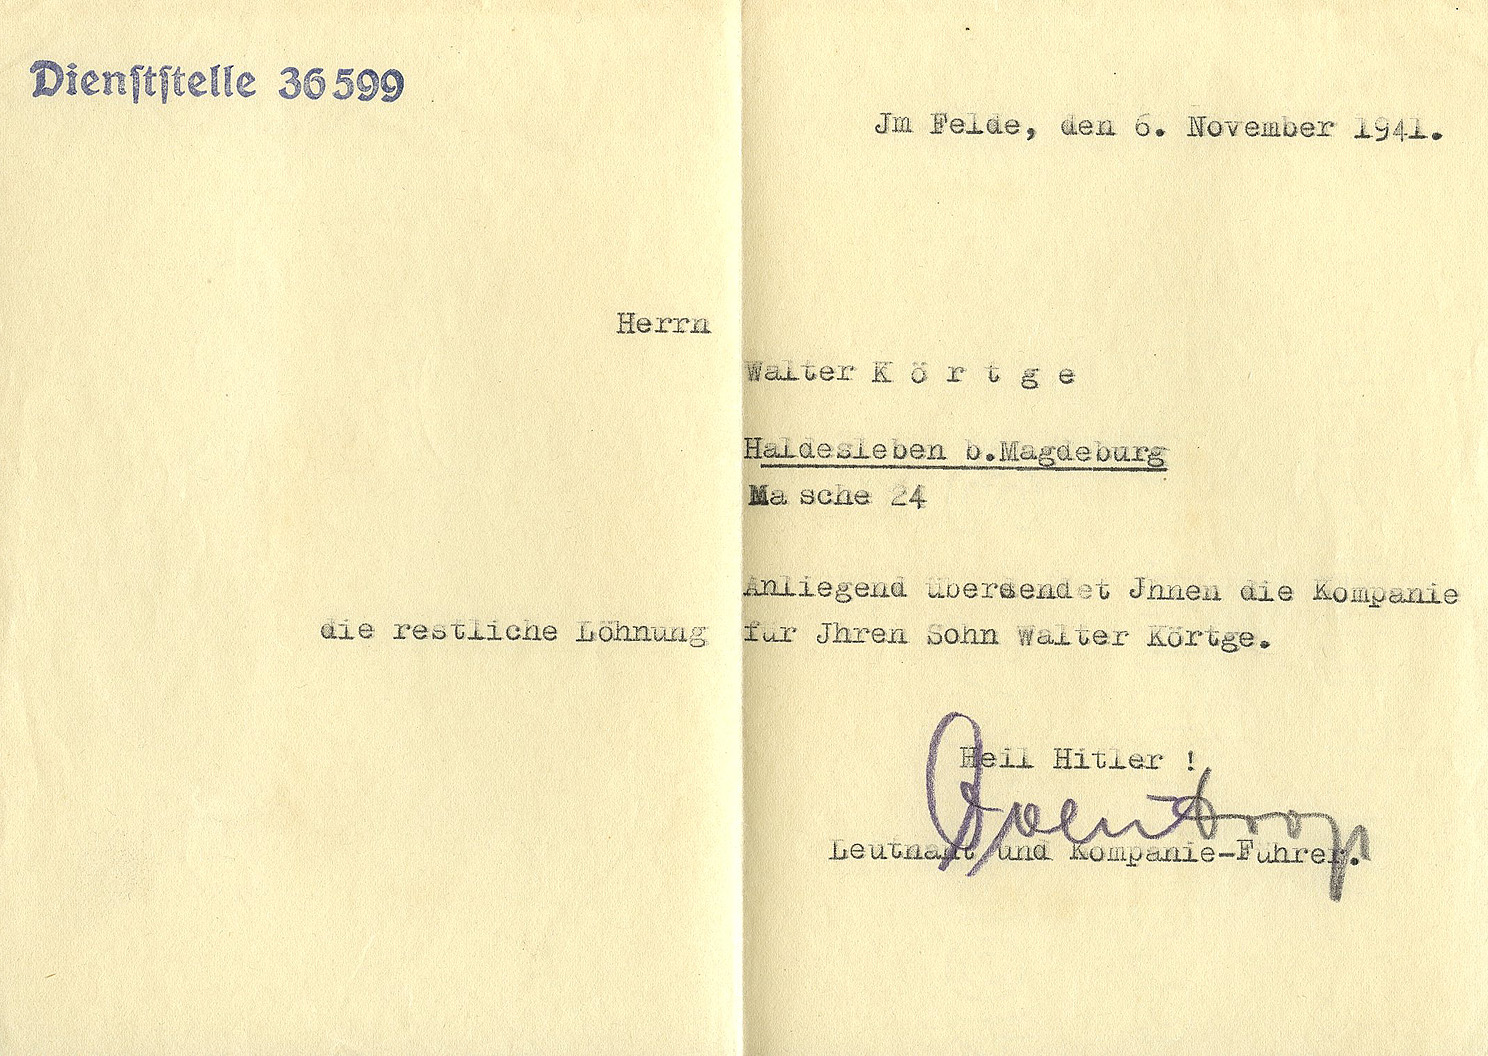 Dienststelle 36599
Jm Felde, den 6. November 1941.
Herrn
Walter K ö r t g e
Haldesleben b.Magdeburg
Ma sche 24
Anliegend übersendet Jhnen die Kompanie
die restliche Löhnung für Jhren Sohn Walter Körtge.
Heil Hitler !
Leutnant und Kompanie-Führer.